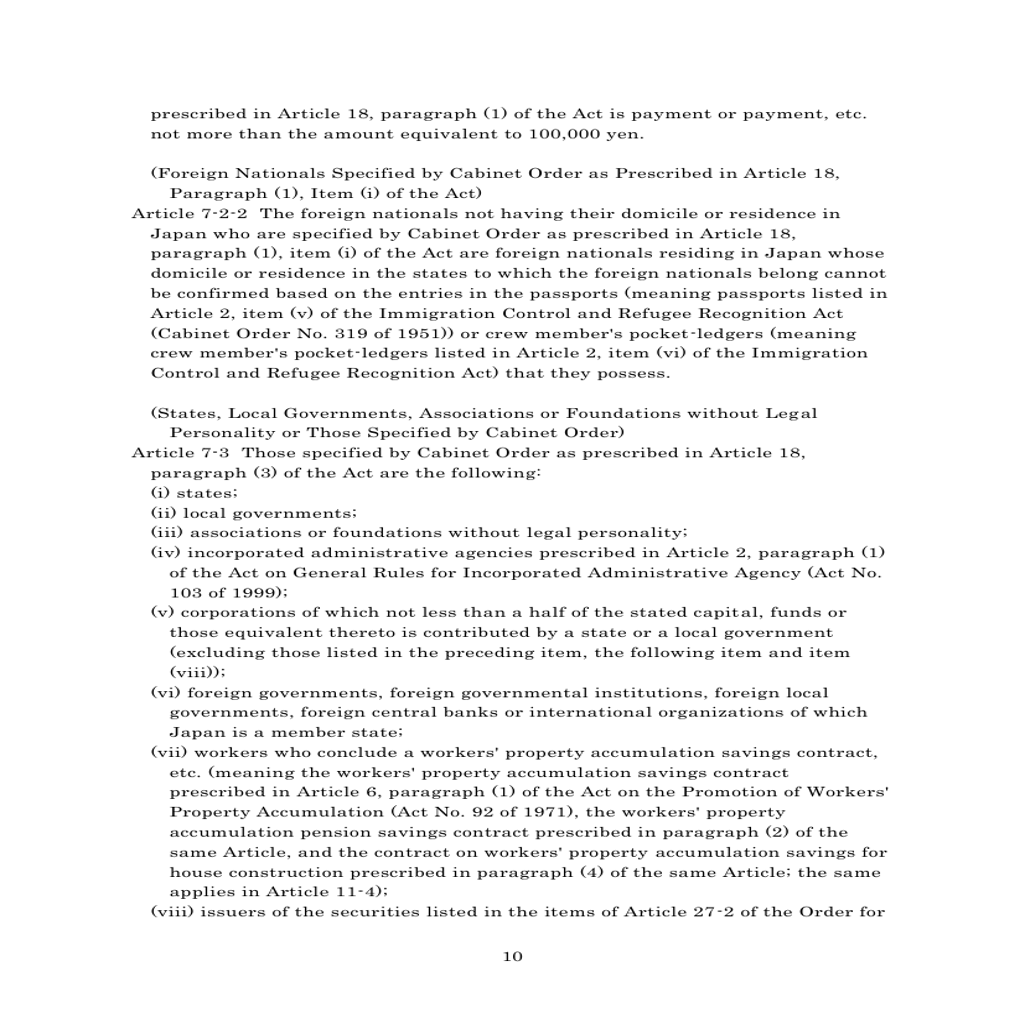 prescribed in Article 18, paragraph (1) of the Act is payment or payment, etc.
not more than the amount equivalent to 100,000 yen.
(Foreign Nationals Specified by Cabinet Order as Prescribed in Article 18,
Paragraph (1), Item (i) of the Act)
Article 7-2-2 The foreign nationals not having their domicile or residence in
Japan who are specified by Cabinet Order as prescribed in Article 18,
paragraph (1), item (i) of the Act are foreign nationals residing in Japan whose
domicile or residence in the states to which the foreign nationals belong cannot
be confirmed based on the entries in the passports (meaning passports listed in
Article 2, item (v) of the Immigration Control and Refugee Recognition Act
(Cabinet Order No. 319 of 1951)) or crew member's pocket-ledgers (meaning
crew member's pocket-ledgers listed in Article 2, item (vi) of the Immigration
Control and Refugee Recognition Act) that they possess.
(States, Local Governments, Associations or Foundations without Legal
Personality or Those Specified by Cabinet Order)
Article 7-3 Those specified by Cabinet Order as prescribed in Article 18,
paragraph (3) of the Act are the following:
(i) states;
(ii) local governments;
(iii) associations or foundations without legal personality;
(iv) incorporated administrative agencies prescribed in Article 2, paragraph (1)
of the Act on General Rules for Incorporated Administrative Agency (Act No.
103 of 1999);
(v) corporations of which not less than a half of the stated capital, funds or
those equivalent thereto is contributed by a state or a local government
(excluding those listed in the preceding item, the following item and item
(viii));
(vi) foreign governments, foreign governmental institutions, foreign local
governments, foreign central banks or international organizations of which
Japan is a member state;
(vii) workers who conclude a workers' property accumulation savings contract,
etc. (meaning the workers' property accumulation savings contract
prescribed in Article 6, paragraph (1) of the Act on the Promotion of Workers'
Property Accumulation (Act No. 92 of 1971), the workers' property
accumulation pension savings contract prescribed in paragraph (2) of the
same Article, and the contract on workers' property accumulation savings for
house construction prescribed in paragraph (4) of the same Article; the same
applies in Article 11-4);
(viii) issuers of the securities listed in the items of Article 27-2 of the Order for
10